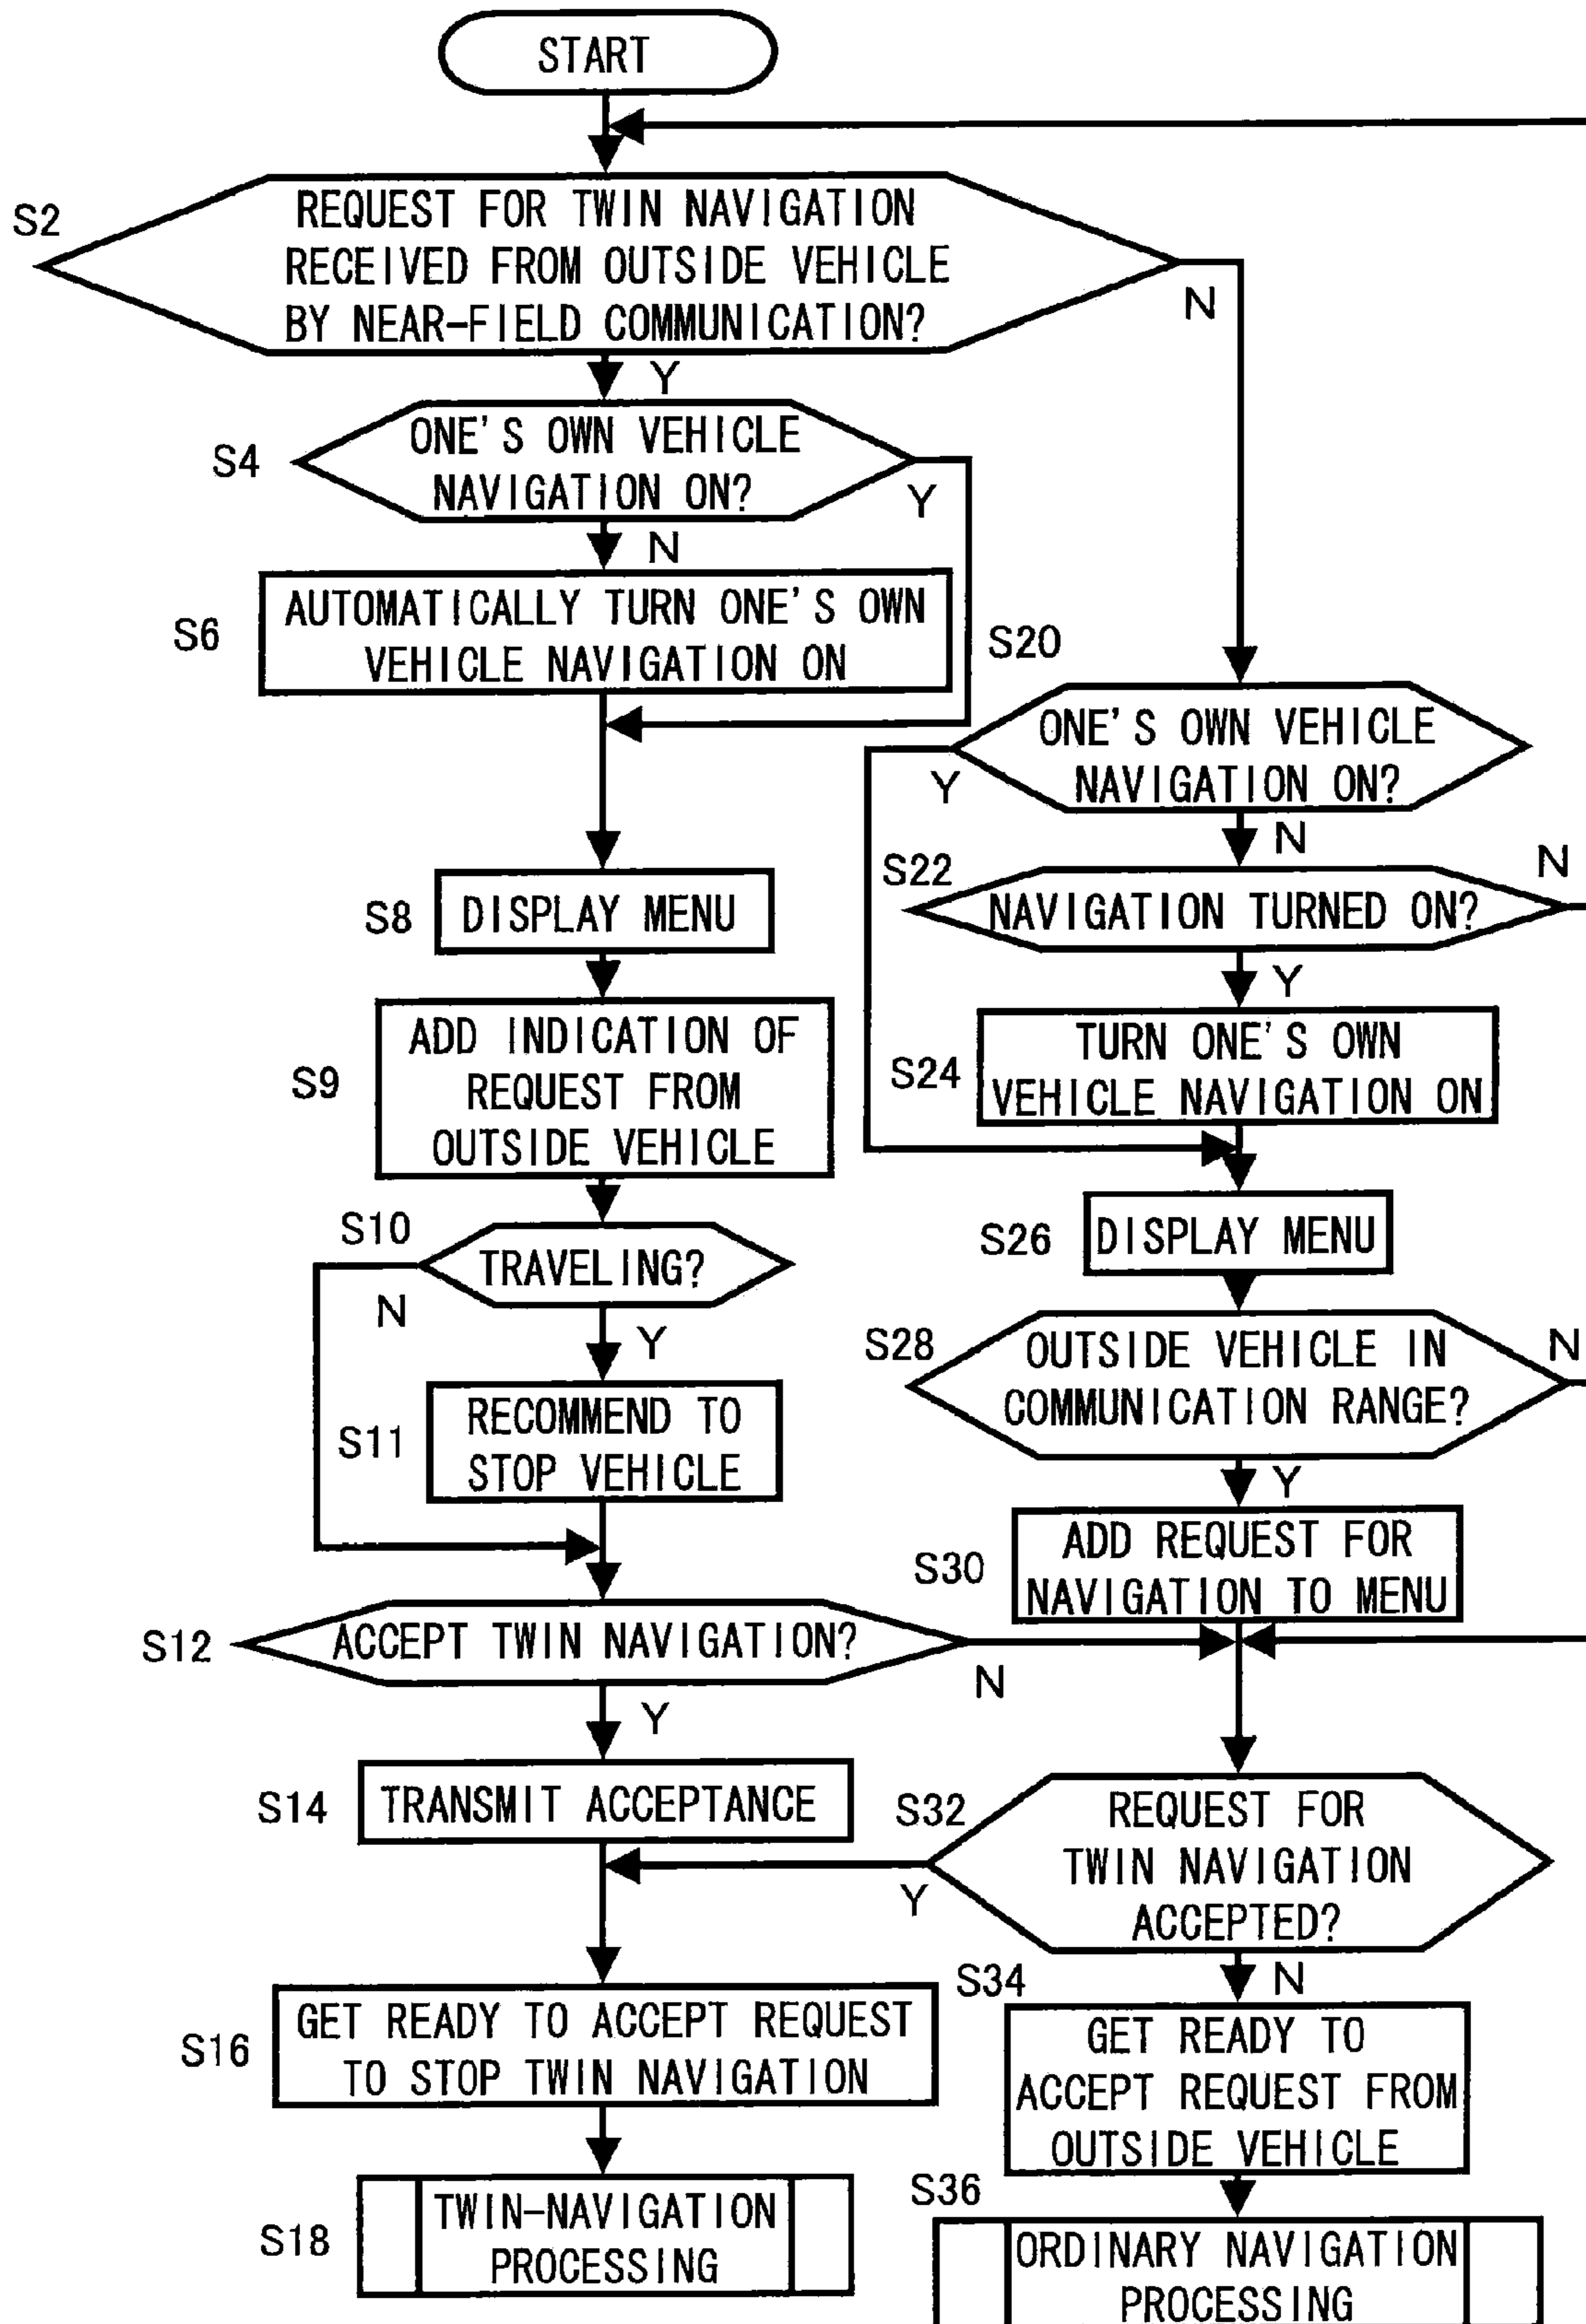 START
S2
REQUEST FOR TWIN NAVIGATION
RECEIVED FROM OUTSIDE VEHICLE
BY NEAR-FIELD COMMUNICATION?
N
Y
S4
ONE'S OWN VEHICLE
NAVIGATION ON?
Y
N
S6
AUTOMATICALLY TURN ONE'S OWN
VEHICLE NAVIGATION ON
S8
DISPLAY MENU
S9
ADD INDICATION OF
REQUEST FROM
OUTSIDE VEHICLE
S10
TRAVELING?
N
Y
S11
RECOMMEND TO
STOP VEHICLE
S12
ACCEPT TWIN NAVIGATION?
N
Y
S14
TRANSMIT ACCEPTANCE
S16
GET READY TO ACCEPT REQUEST
TO STOP TWIN NAVIGATION
S18
TWIN-NAVIGATION
PROCESSING
S20
ONE'S OWN VEHICLE
NAVIGATION ON?
Y
N
S22
NAVIGATION TURNED ON?
N
Y
S24
TURN ONE'S OWN
VEHICLE NAVIGATION ON
S26
DISPLAY MENU
S28
OUTSIDE VEHICLE IN
COMMUNICATION RANGE?
N
Y
S30
ADD REQUEST FOR
NAVIGATION TO MENU
S32
REQUEST FOR
TWIN NAVIGATION
ACCEPTED?
Y
N
S34
GET READY TO
ACCEPT REQUEST FROM
OUTSIDE VEHICLE
S36
ORDINARY NAVIGATION
PROCESSING